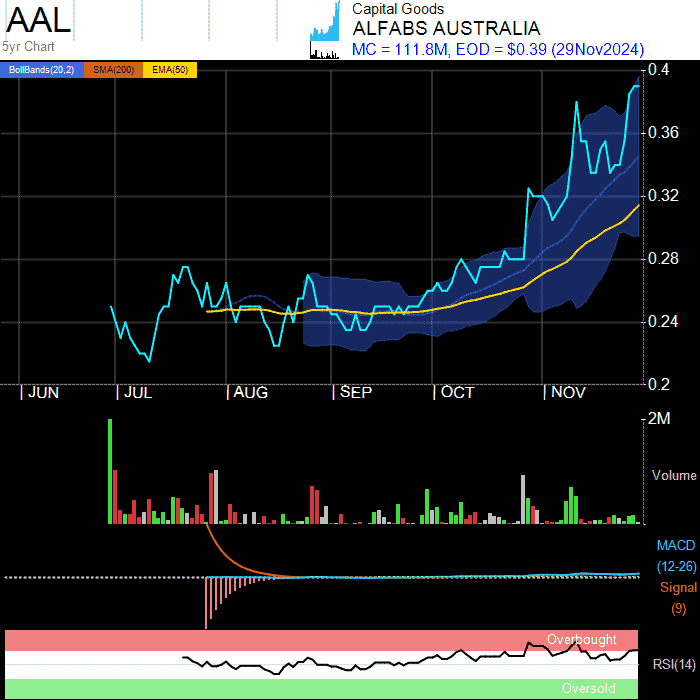 AAL
5yr Chart
Capital Goods
ALFABS AUSTRALIA
MC = 111.8M, EOD = $0.39 (29Nov2024)
BollBands(20,2) SMA(200) EMA(50)
0.4
0.36
0.32
0.28
0.24
0.2
JUN JUL AUG SEP OCT NOV
2M
Volume
MACD
(12-26)
Signal
(9)
Overbought
RSI(14)
Oversold